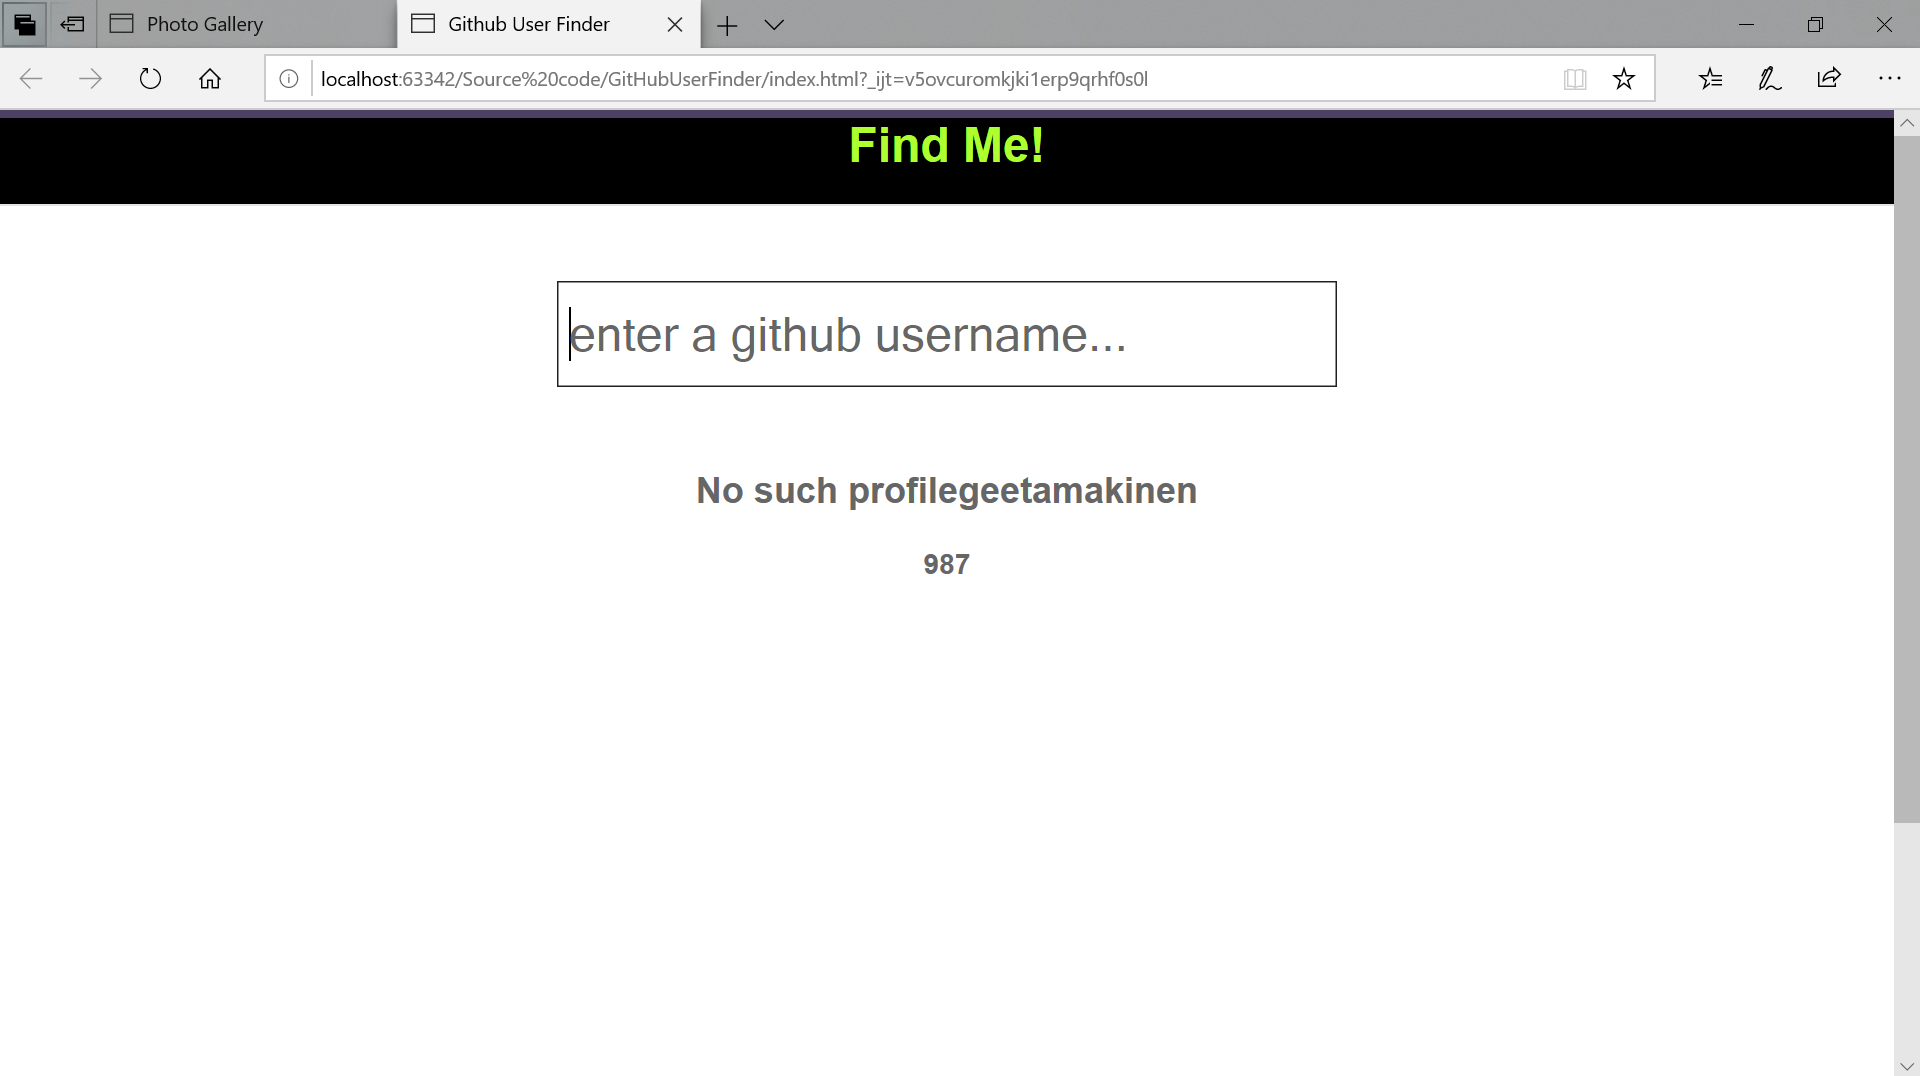 Photo Gallery
Github User Finder
localhost:63342/Source%20code/GitHubUserFinder/index.html?_ijt=v5ovcuromkjki1erp9qrhf0s0l
Find Me!
enter a github username...
No such profilegeetamakinen
987